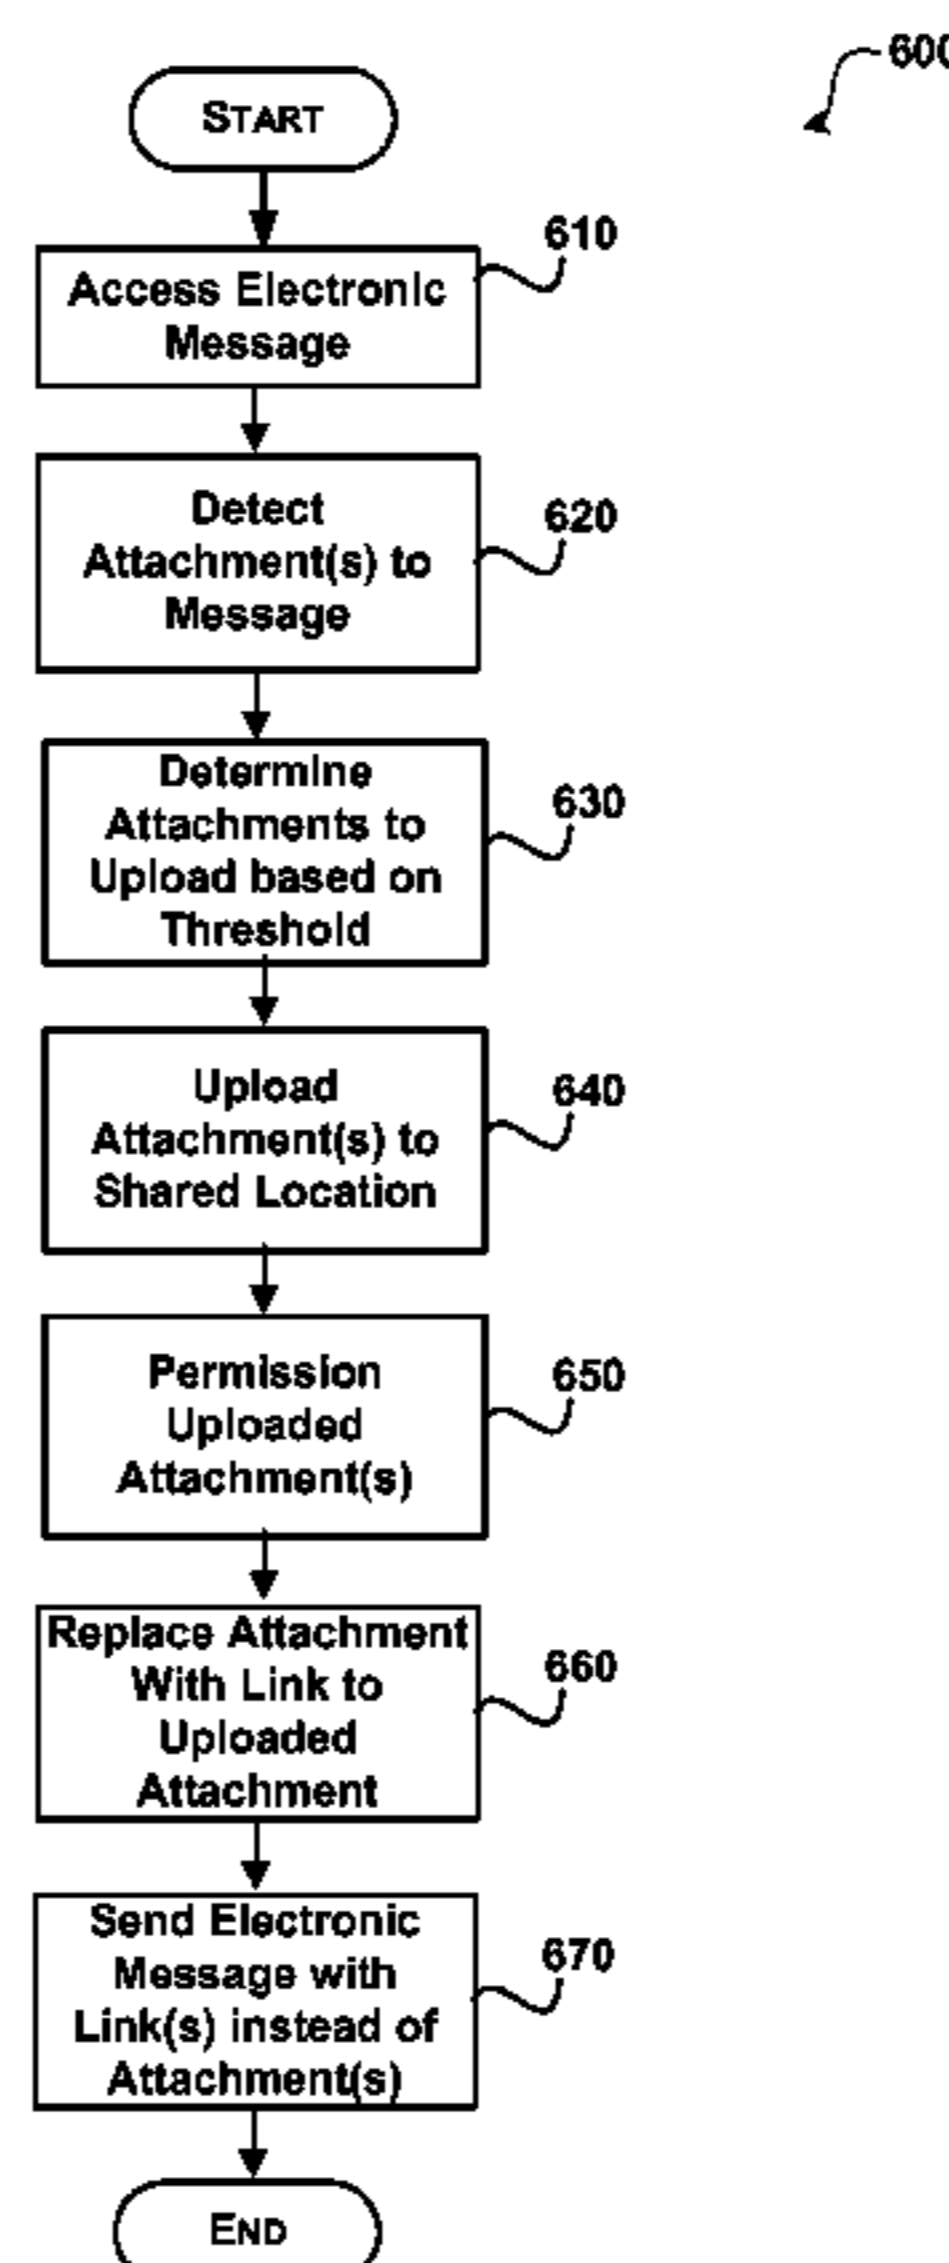 600
START
610
Access Electronic
Message
620
Detect
Attachment(s) to
Message
630
Determine
Attachments to
Upload based on
Threshold
640
Upload
Attachment(s) to
Shared Location
650
Permission
Uploaded
Attachment(s)
660
Replace Attachment
With Link to
Uploaded
Attachment
670
Send Electronic
Message with
Link(s) instead of
Attachment(s)
END